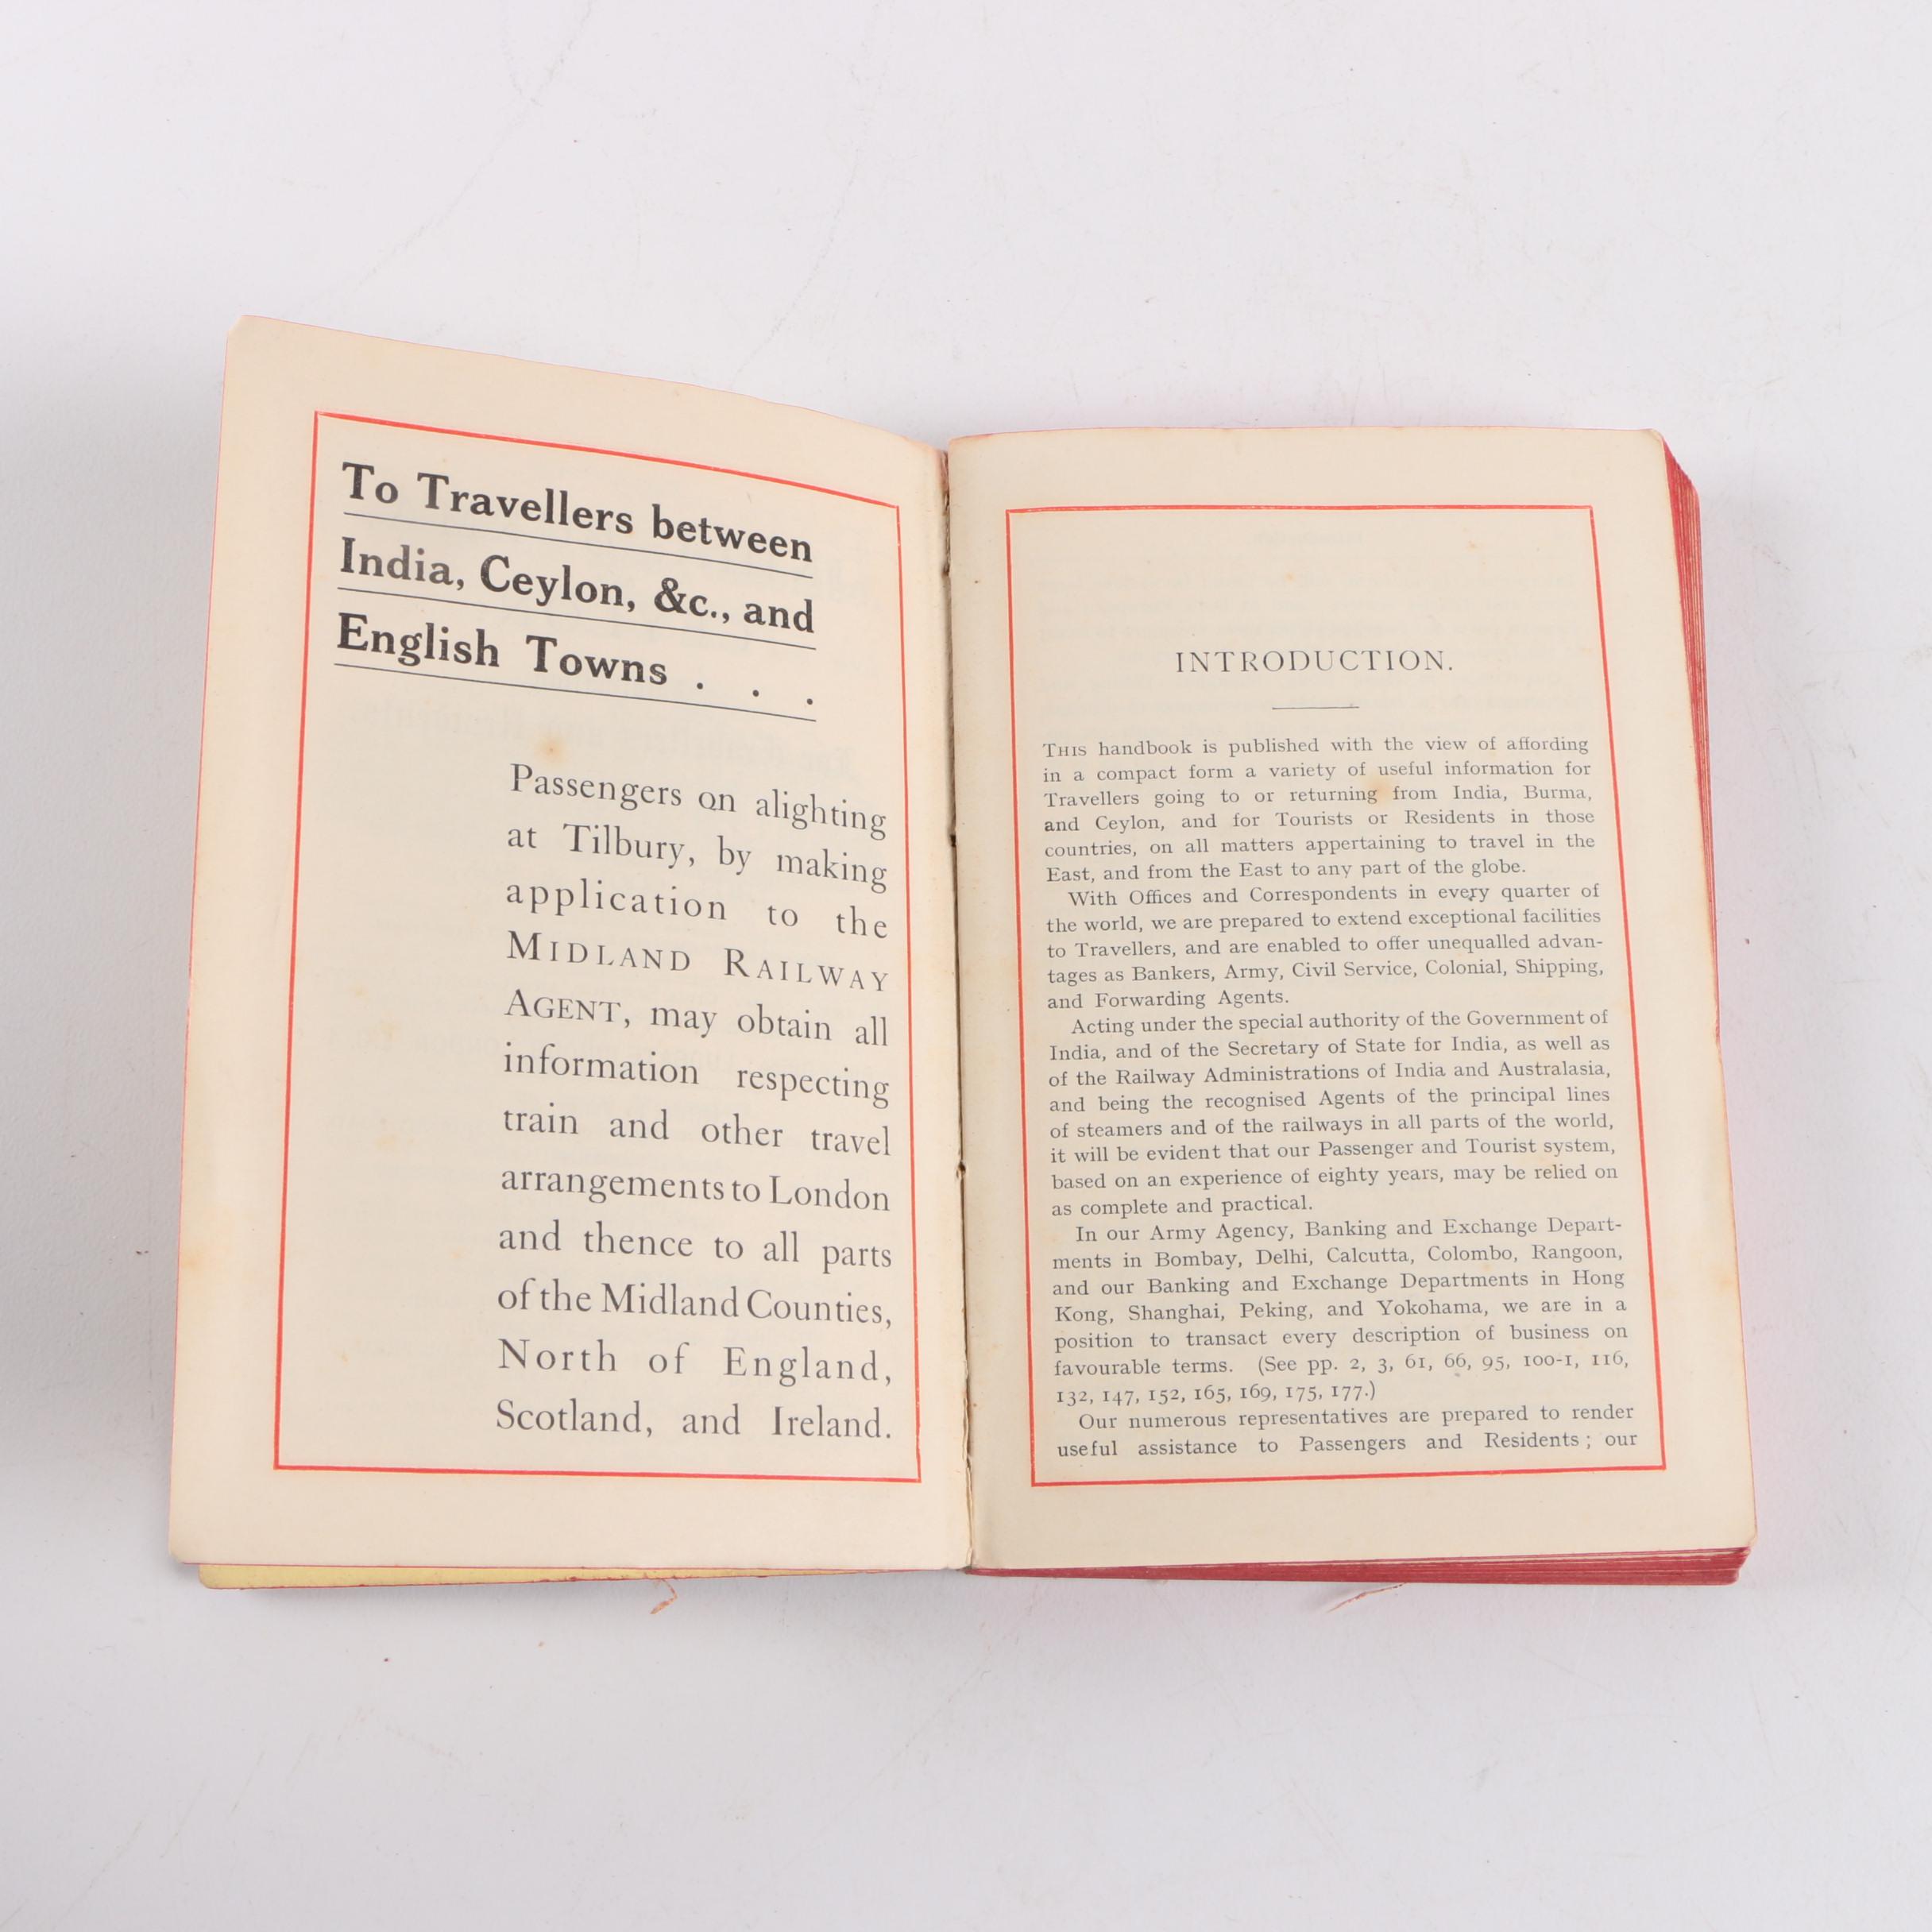 To Travellers between
India, Ceylon, &c., and
English Towns . . .
Passengers on alighting
at Tilbury, by making
application to the
MIDLAND RAILWAY
AGENT, may obtain all
information respecting
train and other travel
arrangements to London
and thence to all parts
of the Midland Counties,
North of England,
Scotland, and Ireland.
INTRODUCTION.
THIS handbook is published with the view of affording
in a compact form a variety of useful information for
Travellers going to or returning from India, Burma,
and Ceylon, and for Tourists or Residents in those
countries, on all matters appertaining to travel in the
East, and from the East to any part of the globe.
With Offices and Correspondents in every quarter of
the world, we are prepared to extend exceptional facilities
to Travellers, and are enabled to offer unequalled advan-
tages as Bankers, Army, Civil Service, Colonial, Shipping,
and Forwarding Agents.
Acting under the special authority of the Government of
India, and of the Secretary of State for India, as well as
of the Railway Administrations of India and Australasia,
and being the recognised Agents of the principal lines
of steamers and of the railways in all parts of the world,
it will be evident that our Passenger and Tourist system,
based on an experience of eighty years, may be relied on
as complete and practical.
In our Army Agency, Banking and Exchange Depart-
ments in Bombay, Delhi, Calcutta, Colombo, Rangoon,
and our Banking and Exchange Departments in Hong
Kong, Shanghai, Peking, and Yokohama, we are in a
position to transact every description of business on
favourable terms. (See pp. 2, 3, 61, 66, 95, 100-1, 116,
132, 147, 152, 165, 169, 175, 177.)
Our numerous representatives are prepared to render
useful assistance to Passengers and Residents; our